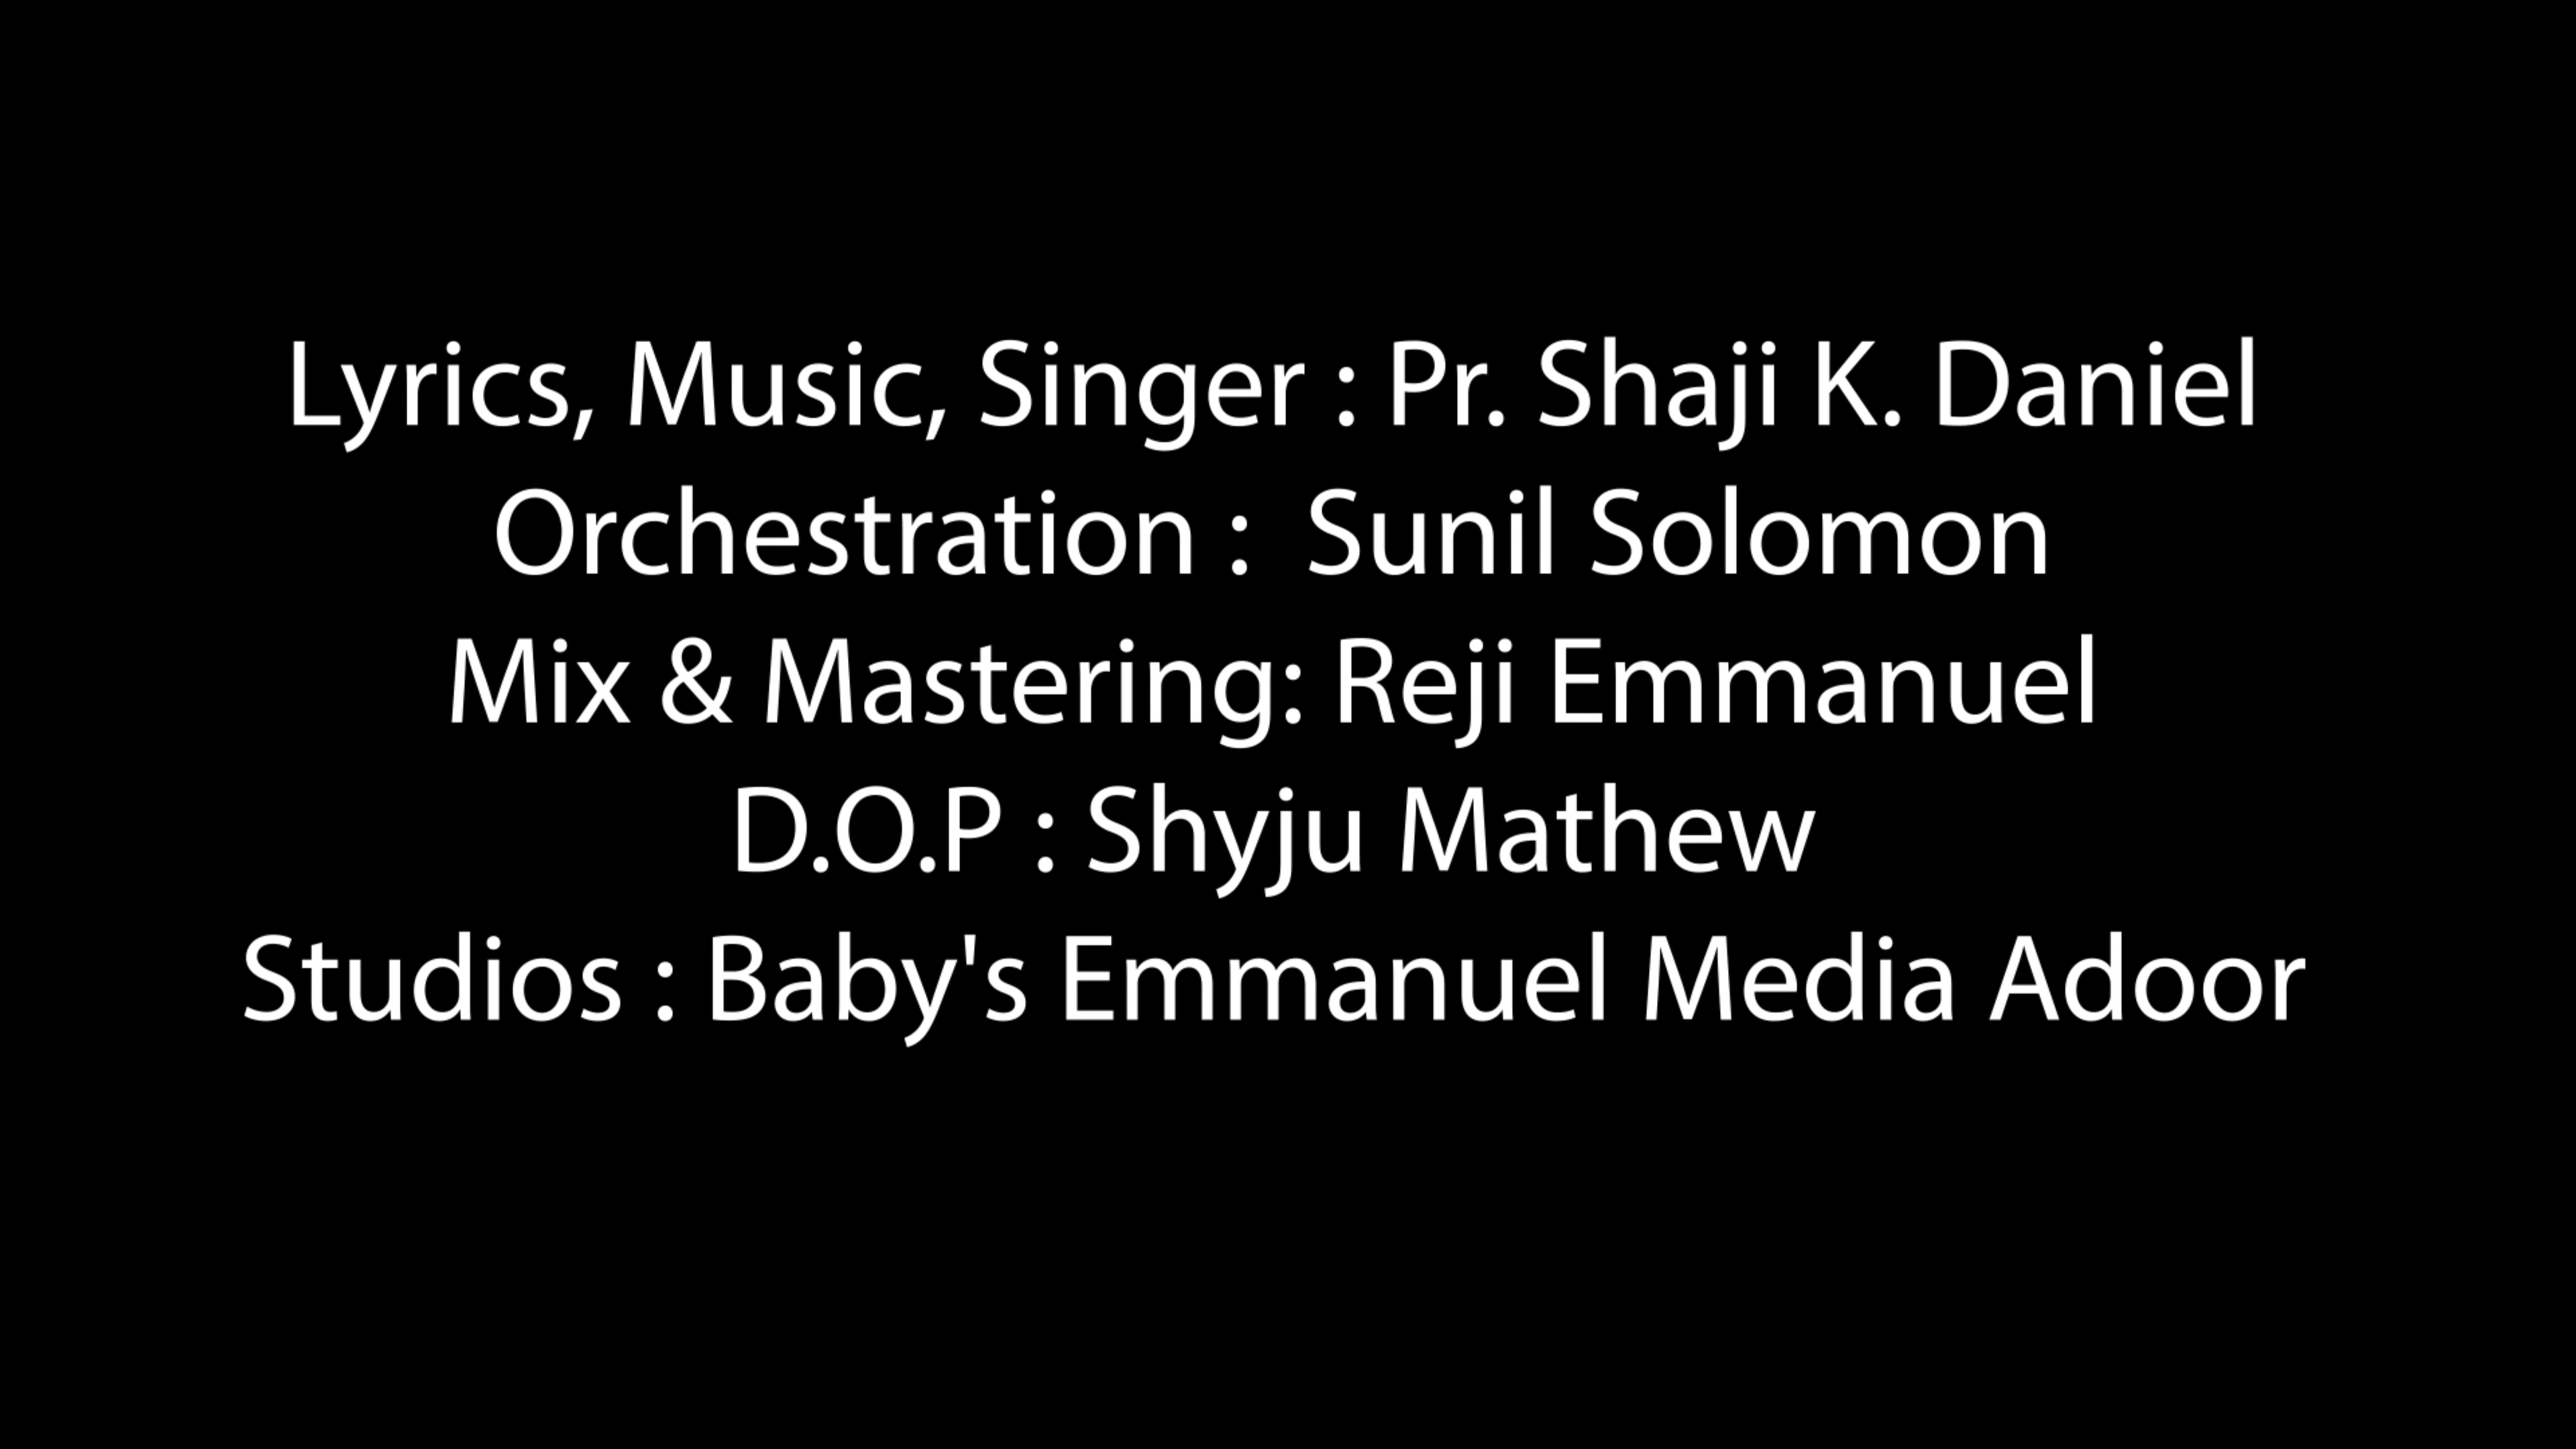 Lyrics, Music, Singer : Pr. Shaji K. Daniel
Orchestration :  Sunil Solomon
Mix & Mastering: Reji Emmanuel
D.O.P : Shyju Mathew
Studios : Baby's Emmanuel Media Adoor